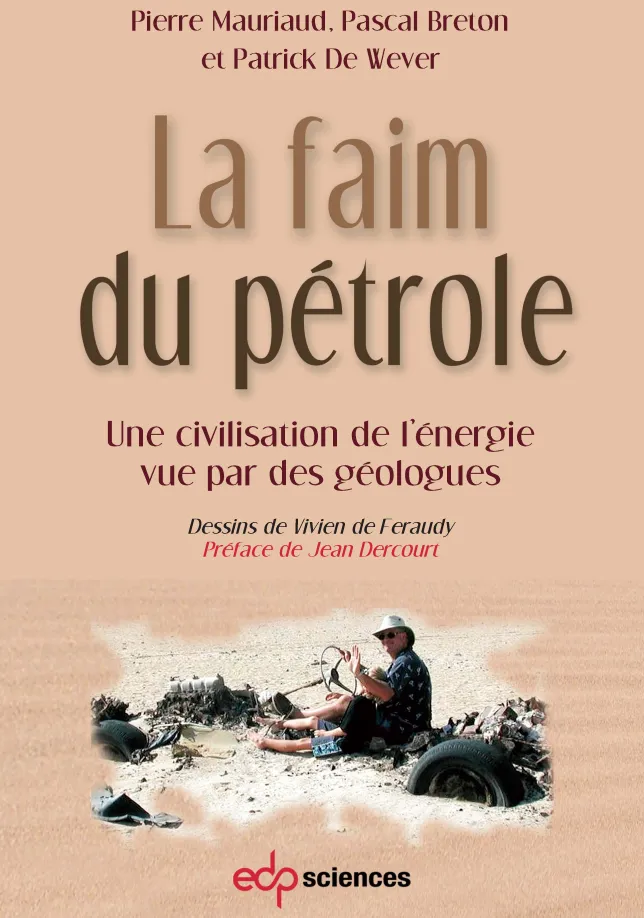 Pierre Mauriaud, Pascal Breton
et Patrick De Wever
La faim
du pétrole
Une civilisation de l'énergie
vue par des géologues
Dessins de Vivien de Feraudy
Préface de Jean Dercourt
edp sciences